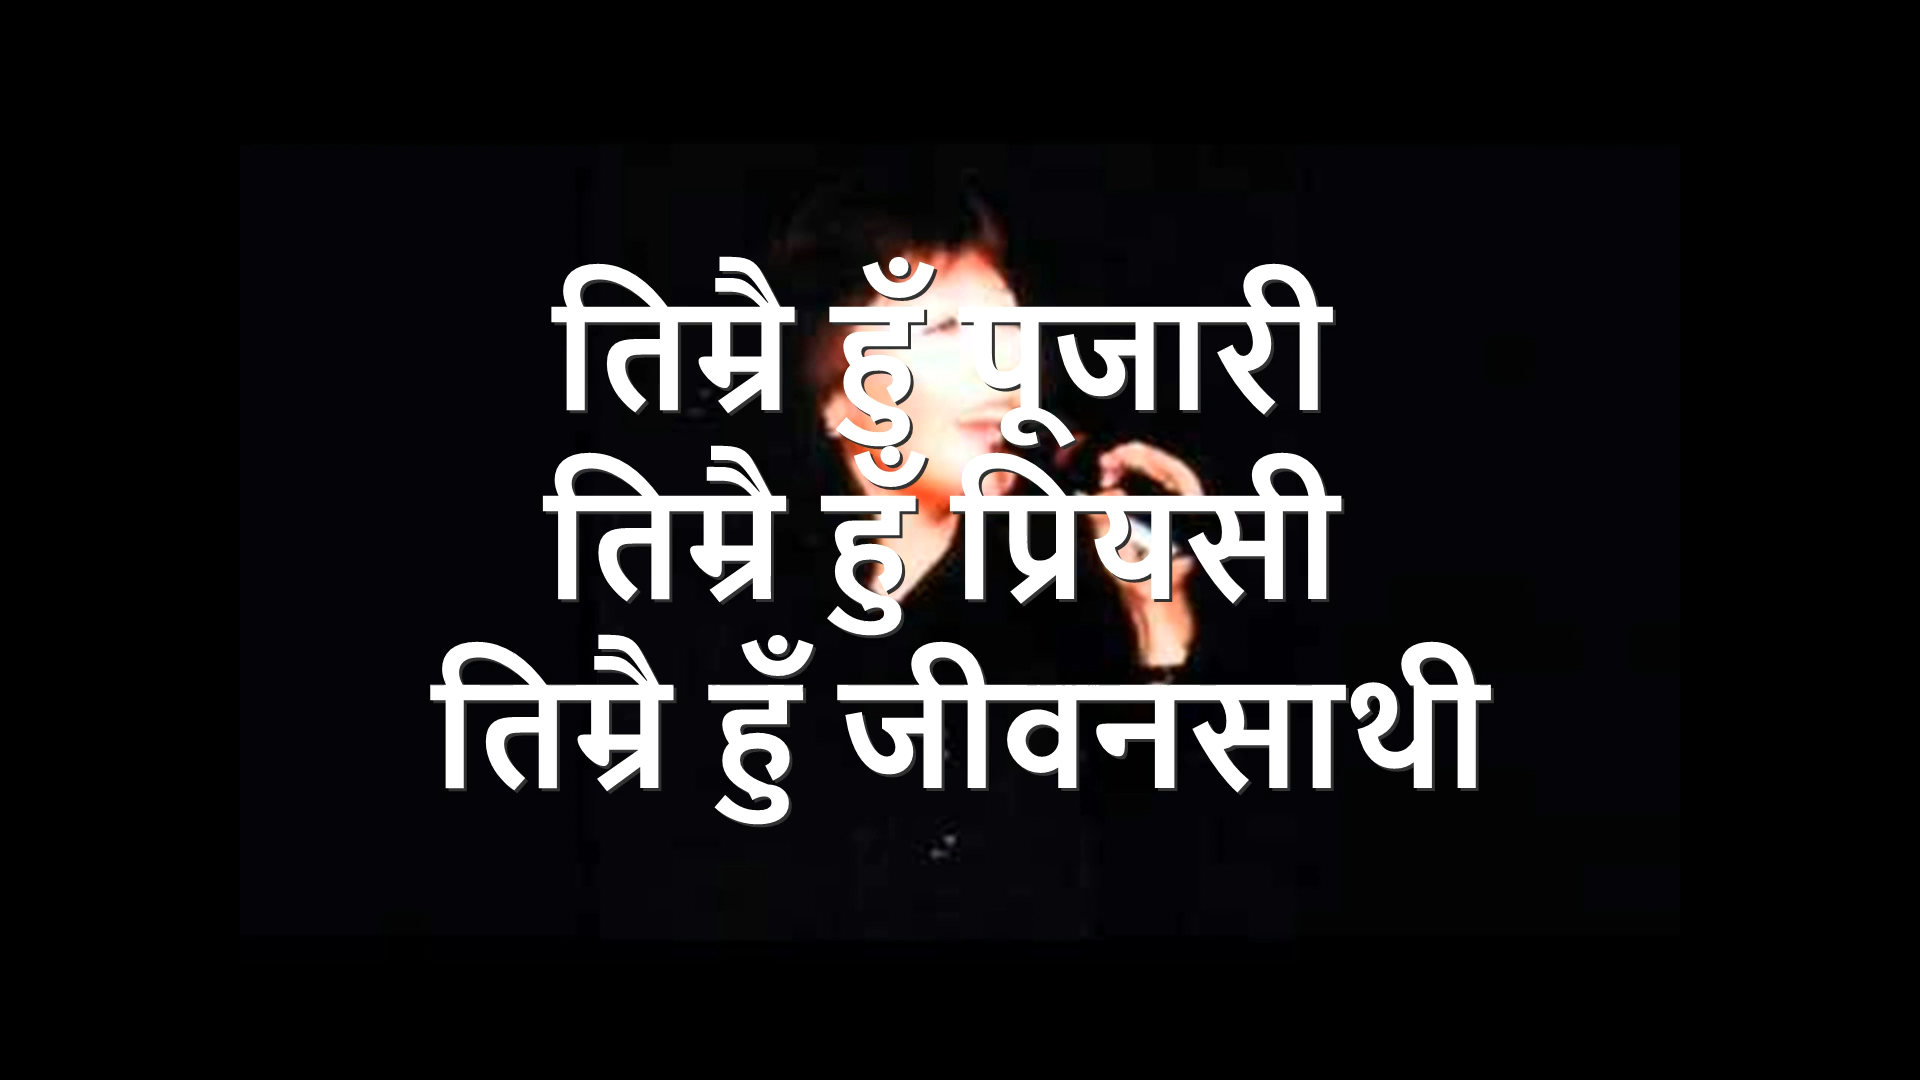 तिम्रै हुँ पूजारी
तिम्रै हुँ प्रियसी
तिम्रै हुँ जीवनसाथी